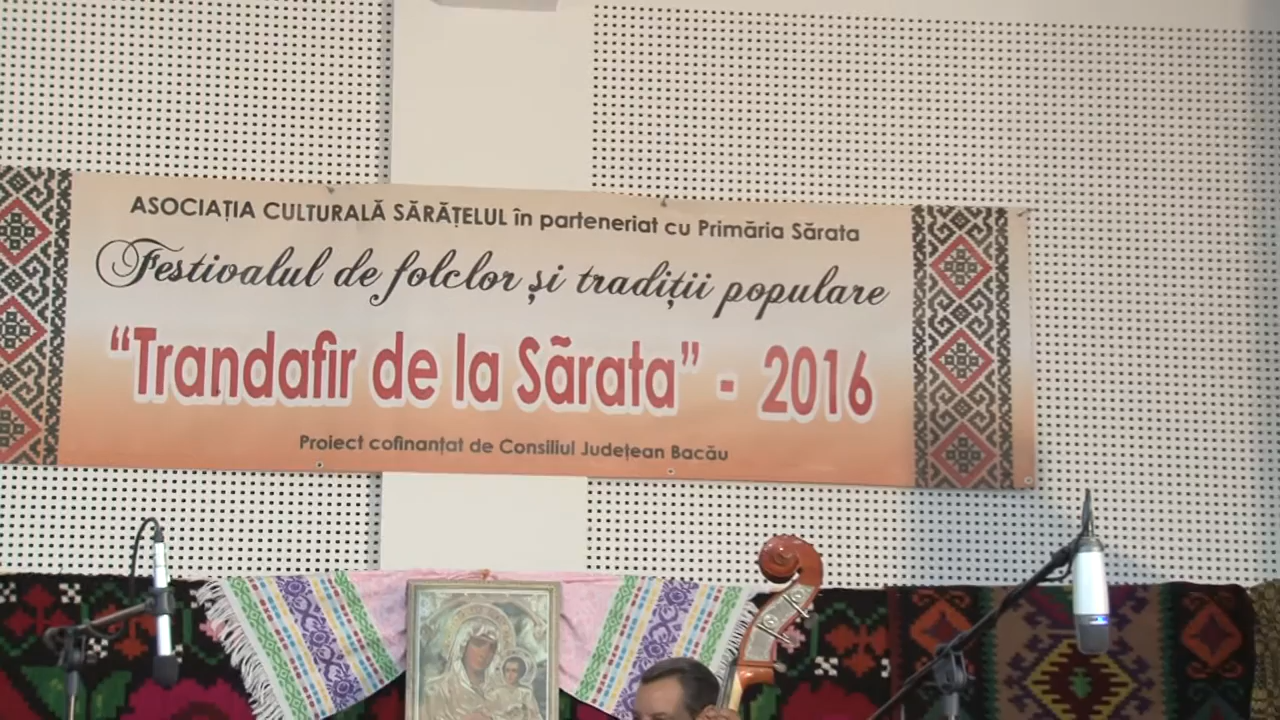 ASOCIAȚIA CULTURALĂ SĂRĂȚELUL în parteneriat cu Primăria Sărata
Festivalul de folclor și tradiții populare
“Trandafir de la Sărata” - 2016
Proiect cofinanțat de Consiliul Județean Bacău